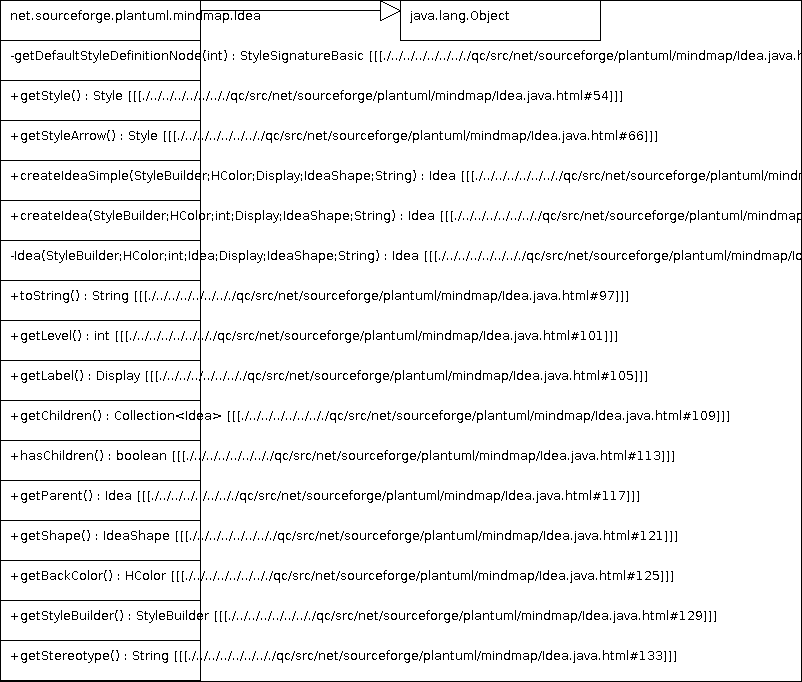 net.sourceforge.plantuml.mindmap.Idea
java.lang.Object
-getDefaultStyleDefinitionNode(int) : StyleSignatureBasic [[[./../../../../../../qc/src/net/sourceforge/plantuml/mindmap/Idea.java.h
+getStyle() : Style [[[./../../../../../../qc/src/net/sourceforge/plantuml/mindmap/Idea.java.html#54]]]
+getStyleArrow() : Style [[[./../../../../../../qc/src/net/sourceforge/plantuml/mindmap/Idea.java.html#66]]]
+createIdeaSimple(StyleBuilder;HColor;Display;IdeaShape;String) : Idea [[[./../../../../../../qc/src/net/sourceforge/plantuml/mindm
+createIdea(StyleBuilder;HColor;int;Display;IdeaShape;String) : Idea [[[./../../../../../../qc/src/net/sourceforge/plantuml/mindmap
-Idea(StyleBuilder;HColor;int;Idea;Display;IdeaShape;String) : Idea [[[./../../../../../../qc/src/net/sourceforge/plantuml/mindmap/Id
+toString() : String [[[./../../../../../../qc/src/net/sourceforge/plantuml/mindmap/Idea.java.html#97]]]
+getLevel() : int [[[./../../../../../../qc/src/net/sourceforge/plantuml/mindmap/Idea.java.html#101]]]
+getLabel() : Display [[[./../../../../../../qc/src/net/sourceforge/plantuml/mindmap/Idea.java.html#105]]]
+getChildren() : Collection<Idea> [[[./../../../../../../qc/src/net/sourceforge/plantuml/mindmap/Idea.java.html#109]]]
+hasChildren() : boolean [[[./../../../../../../qc/src/net/sourceforge/plantuml/mindmap/Idea.java.html#113]]]
+getParent() : Idea [[[./../../../../../../qc/src/net/sourceforge/plantuml/mindmap/Idea.java.html#117]]]
+getShape() : IdeaShape [[[./../../../../../../qc/src/net/sourceforge/plantuml/mindmap/Idea.java.html#121]]]
+getBackColor() : HColor [[[./../../../../../../qc/src/net/sourceforge/plantuml/mindmap/Idea.java.html#125]]]
+getStyleBuilder() : StyleBuilder [[[./../../../../../../qc/src/net/sourceforge/plantuml/mindmap/Idea.java.html#129]]]
+getStereotype() : String [[[./../../../../../../qc/src/net/sourceforge/plantuml/mindmap/Idea.java.html#133]]]